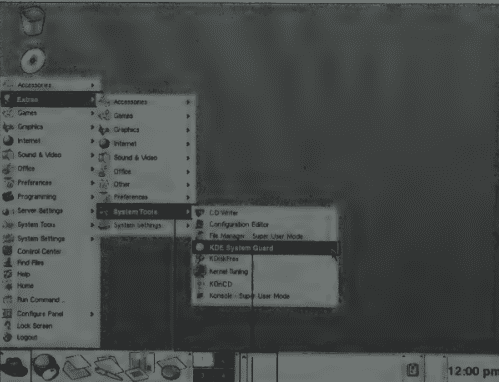 Accessories
Extras
Games
Graphics
Internet
Sound & Video
Office
Preferences
Programming
Server Settings
System Tools
System Settings
Control Center
Find Files
Help
Home
Run Command...
Configure Panel
Lock Screen
Logout
Accessories
Games
Graphics
Internet
Sound & Video
Office
Other
Preferences
System Tools
System Settings
CD Writer
Configuration Editor
File Manager - Super User Mode
KDE System Guard
KDiskFree
Kernel Tuning
KOnCD
Konsole - Super User Mode
12:00 pm